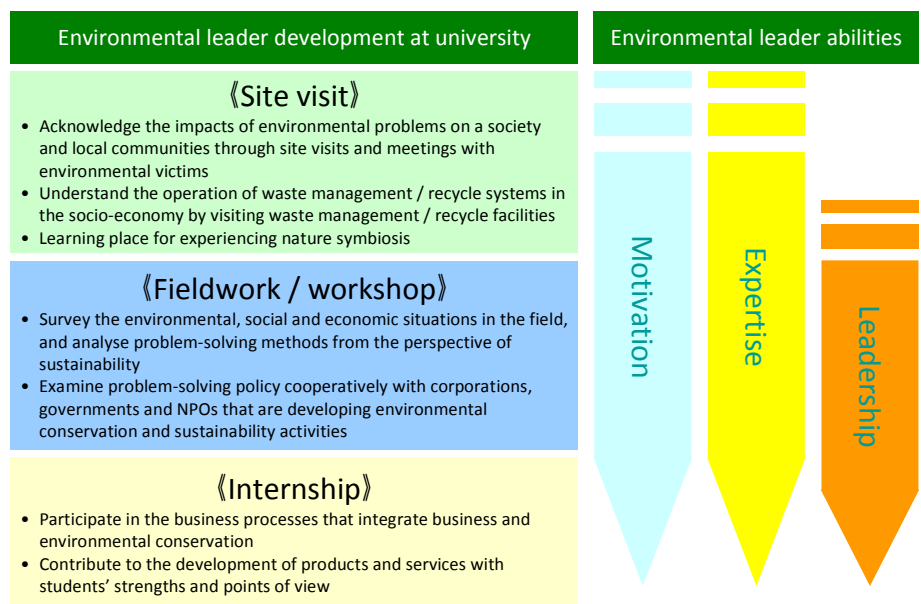 Environmental leader development at university
Environmental leader abilities
《Site visit》
• Acknowledge the impacts of environmental problems on a society
and local communities through site visits and meetings with
environmental victims
• Understand the operation of waste management / recycle systems in
the socio-economy by visiting waste management / recycle facilities
• Learning place for experiencing nature symbiosis
《Fieldwork / workshop》
• Survey the environmental, social and economic situations in the field,
and analyse problem-solving methods from the perspective of
sustainability
• Examine problem-solving policy cooperatively with corporations,
governments and NPOs that are developing environmental
conservation and sustainability activities
《Internship》
• Participate in the business processes that integrate business and
environmental conservation
• Contribute to the development of products and services with
students’ strengths and points of view
Motivation
Expertise
Leadership